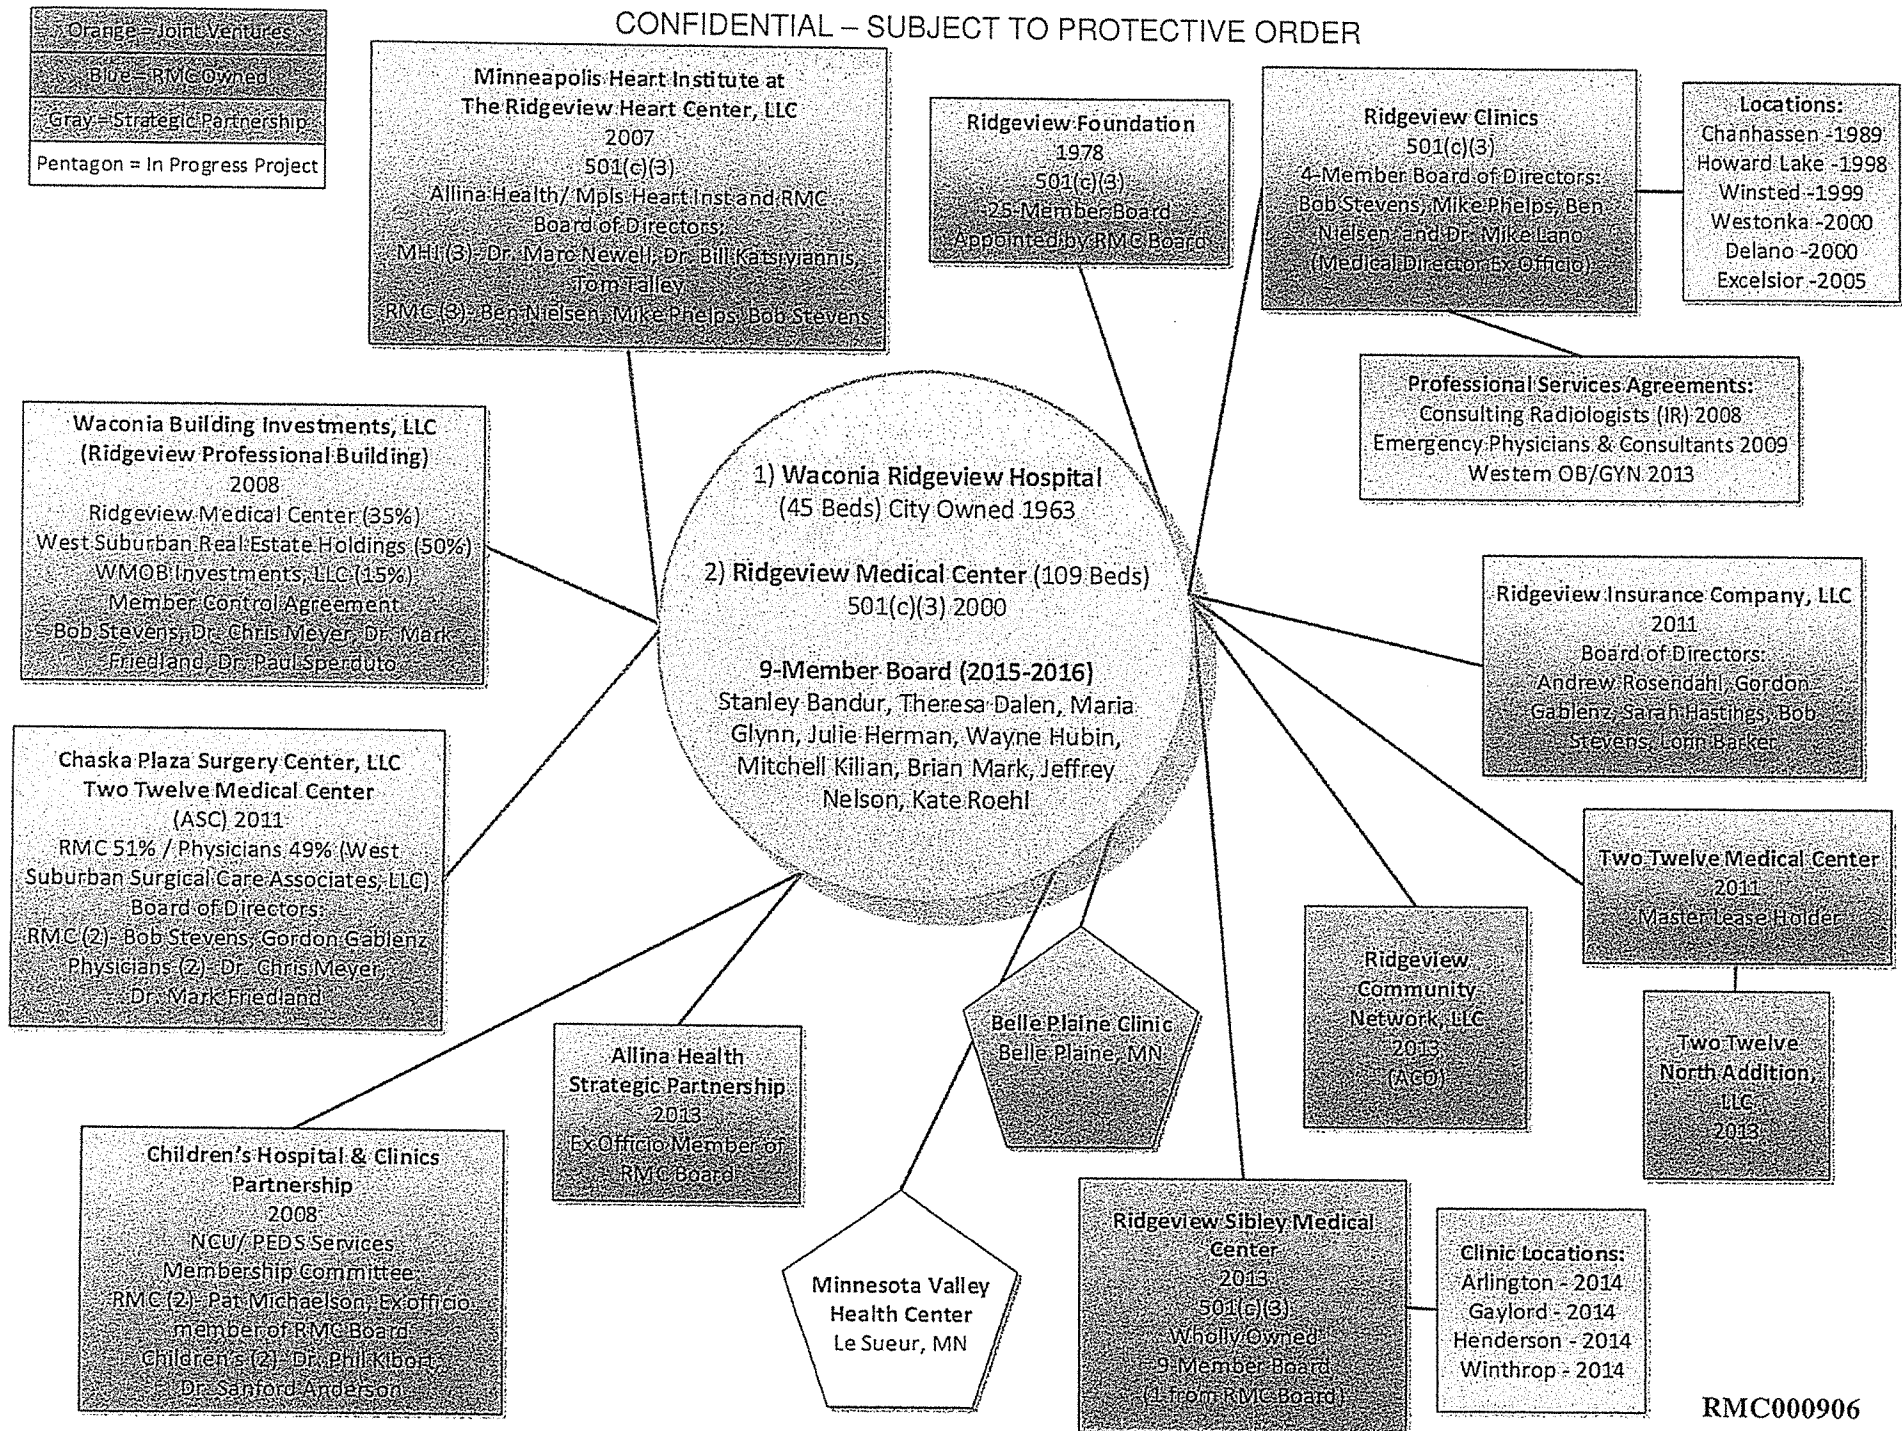 CONFIDENTIAL – SUBJECT TO PROTECTIVE ORDER
Orange = Joint Ventures
Blue = RMC Owned
Gray = Strategic Partnership
Pentagon = In Progress Project
Minneapolis Heart Institute at
The Ridgeview Heart Center, LLC
2007
501(c)(3)
Allina Health/ Mpls Heart Inst and RMC
Board of Directors:
MHI (3)- Dr. Marc Newell, Dr. Bill Katsiyiannis,
Tom Talley
RMC (3)- Ben Nielsen, Mike Phelps, Bob Stevens
Ridgeview Foundation
1978
501(c)(3)
25-Member Board
Appointed by RMC Board
Ridgeview Clinics
501(c)(3)
4-Member Board of Directors:
Bob Stevens, Mike Phelps, Ben
Nielsen, and Dr. Mike Lano
(Medical Director Ex Officio)
Locations:
Chanhassen -1989
Howard Lake -1998
Winsted -1999
Westonka -2000
Delano -2000
Excelsior -2005
Professional Services Agreements:
Consulting Radiologists (IR) 2008
Emergency Physicians & Consultants 2009
Western OB/GYN 2013
Waconia Building Investments, LLC
(Ridgeview Professional Building)
2008
Ridgeview Medical Center (35%)
West Suburban Real Estate Holdings (50%)
WMOB Investments, LLC (15%)
Member Control Agreement
Bob Stevens, Dr. Chris Meyer, Dr. Mark
Friedland, Dr. Paul Sperduto
1) Waconia Ridgeview Hospital
(45 Beds) City Owned 1963
2) Ridgeview Medical Center (109 Beds)
501(c)(3) 2000
9-Member Board (2015-2016)
Stanley Bandur, Theresa Dalen, Maria
Glynn, Julie Herman, Wayne Hubin,
Mitchell Kilian, Brian Mark, Jeffrey
Nelson, Kate Roehl
Ridgeview Insurance Company, LLC
2011
Board of Directors:
Andrew Rosendahl, Gordon
Gablenz, Sarah Hastings, Bob
Stevens, Lorin Barker
Chaska Plaza Surgery Center, LLC
Two Twelve Medical Center
(ASC) 2011
RMC 51% / Physicians 49% (West
Suburban Surgical Care Associates, LLC)
Board of Directors:
RMC (2)- Bob Stevens, Gordon Gablenz
Physicians (2)- Dr. Chris Meyer,
Dr. Mark Friedland
Two Twelve Medical Center
2011
Master Lease Holder
Two Twelve
North Addition,
LLC
2013
Ridgeview
Community
Network, LLC
2013
(ACO)
Belle Plaine Clinic
Belle Plaine, MN
Allina Health
Strategic Partnership
2013
Ex Officio Member of
RMC Board
Children's Hospital & Clinics
Partnership
2008
NCU/ PEDS Services
Membership Committee:
RMC (2)- Pat Michaelson, Ex officio
member of RMC Board
Children's (2)- Dr. Phil Kibort,
Dr. Sanford Anderson
Minnesota Valley
Health Center
Le Sueur, MN
Ridgeview Sibley Medical
Center
2013
501(c)(3)
Wholly Owned
9-Member Board
(1 from RMC Board)
Clinic Locations:
Arlington - 2014
Gaylord - 2014
Henderson - 2014
Winthrop - 2014
RMC000906